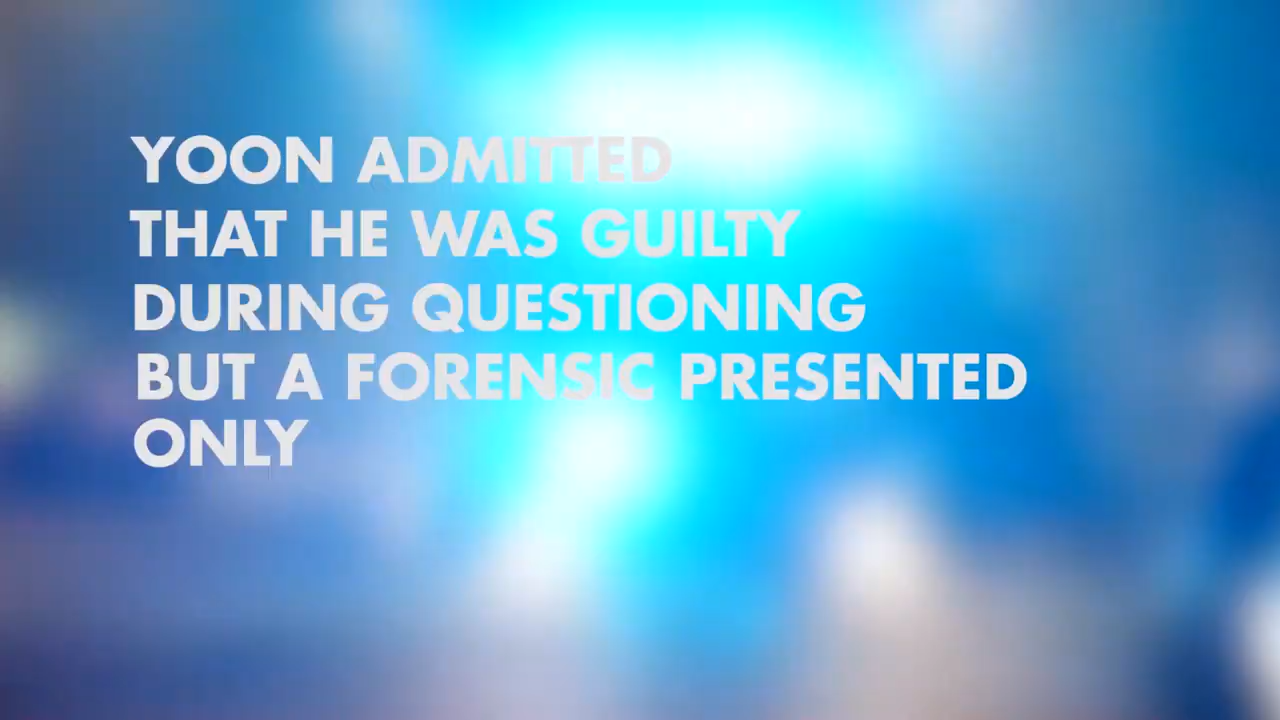 YOON ADMITTED
THAT HE WAS GUILTY
DURING QUESTIONING
BUT A FORENSIC PRESENTED
ONLY